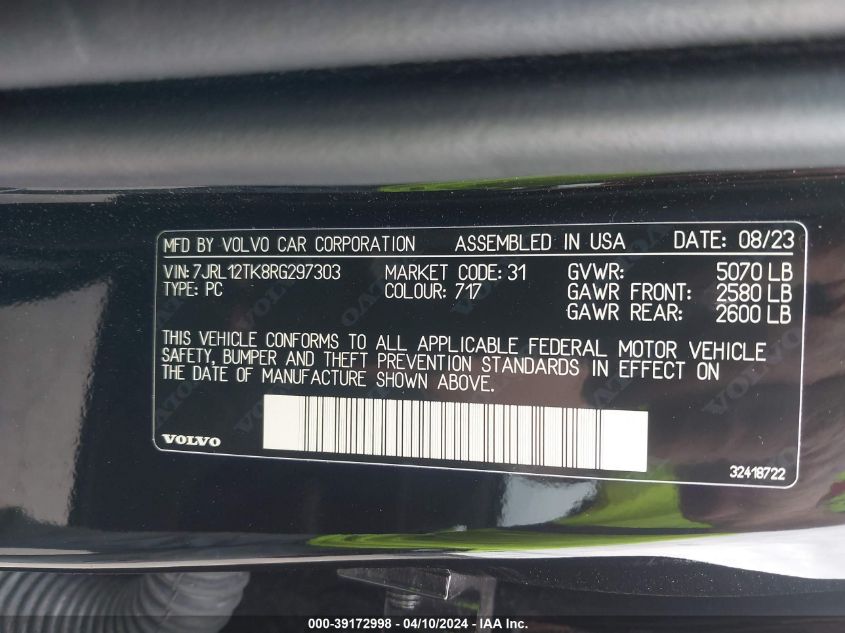 MFD BY VOLVO CAR CORPORATION ASSEMBLED IN USA DATE: 08/23
VIN: 7JRL12TK8RG297303 MARKET CODE: 31 GVWR: 5070 LB
TYPE: PC COLOUR: 717 GAWR FRONT: 2580 LB
GAWR REAR: 2600 LB
THIS VEHICLE CONFORMS TO ALL APPLICABLE FEDERAL MOTOR VEHICLE
SAFETY, BUMPER AND THEFT PREVENTION STANDARDS IN EFFECT ON
THE DATE OF MANUFACTURE SHOWN ABOVE.
VOLVO
32418722
000-39172998 - 04/10/2024 - IAA Inc.